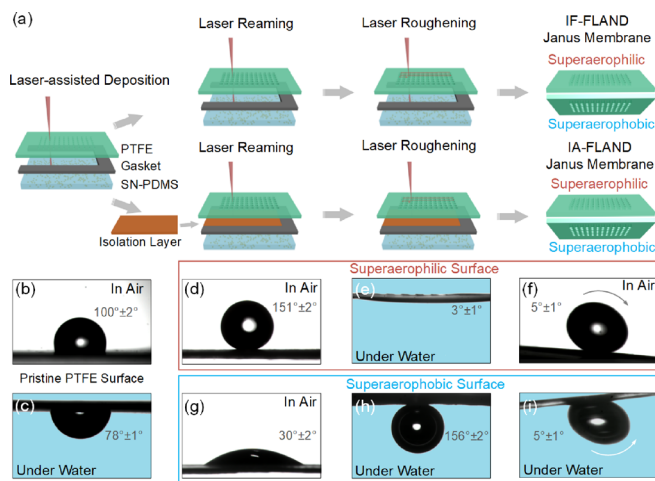 (a)
Laser Reaming
Laser Roughening
IF-FLAND
Janus Membrane
Superaerophilic
Superaerophobic
Laser-assisted Deposition
PTFE
Gasket
SN-PDMS
Isolation Layer
Laser Reaming
Laser Roughening
IA-FLAND
Janus Membrane
Superaerophilic
Superaerophobic
(b)
In Air
100°±2°
Pristine PTFE Surface
(c)
78°±1°
Under Water
Superaerophilic Surface
(d)
In Air
151°±2°
(e)
3°±1°
Under Water
(f)
In Air
5°±1°
Superaerophobic Surface
(g)
In Air
30°±2°
(h)
156°±2°
Under Water
(i)
5°±1°
Under Water